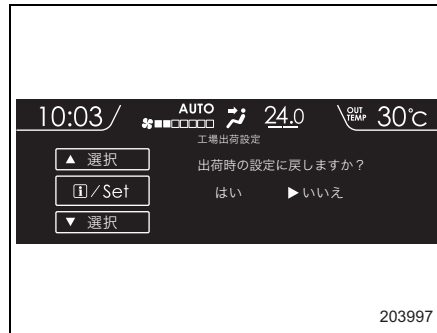 10:03 AUTO 24.0 OUT TEMP 30℃
工場出荷設定
▲ 選択
出荷時の設定に戻しますか？
i/Set
はい ▶いいえ
▼ 選択
203997